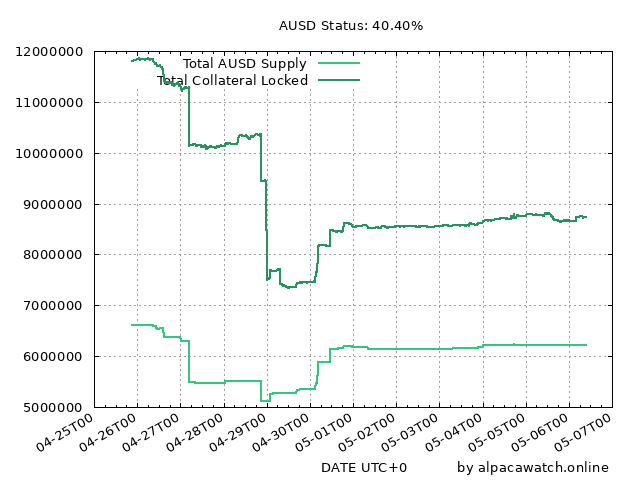 AUSD Status: 40.40%
Total AUSD Supply
Total Collateral Locked
12000000
11000000
10000000
9000000
8000000
7000000
6000000
5000000
04-25T00
04-26T00
04-27T00
04-28T00
04-29T00
04-30T00
05-01T00
05-02T00
05-03T00
05-04T00
05-05T00
05-06T00
05-07T00
DATE UTC+0
by alpacawatch.online